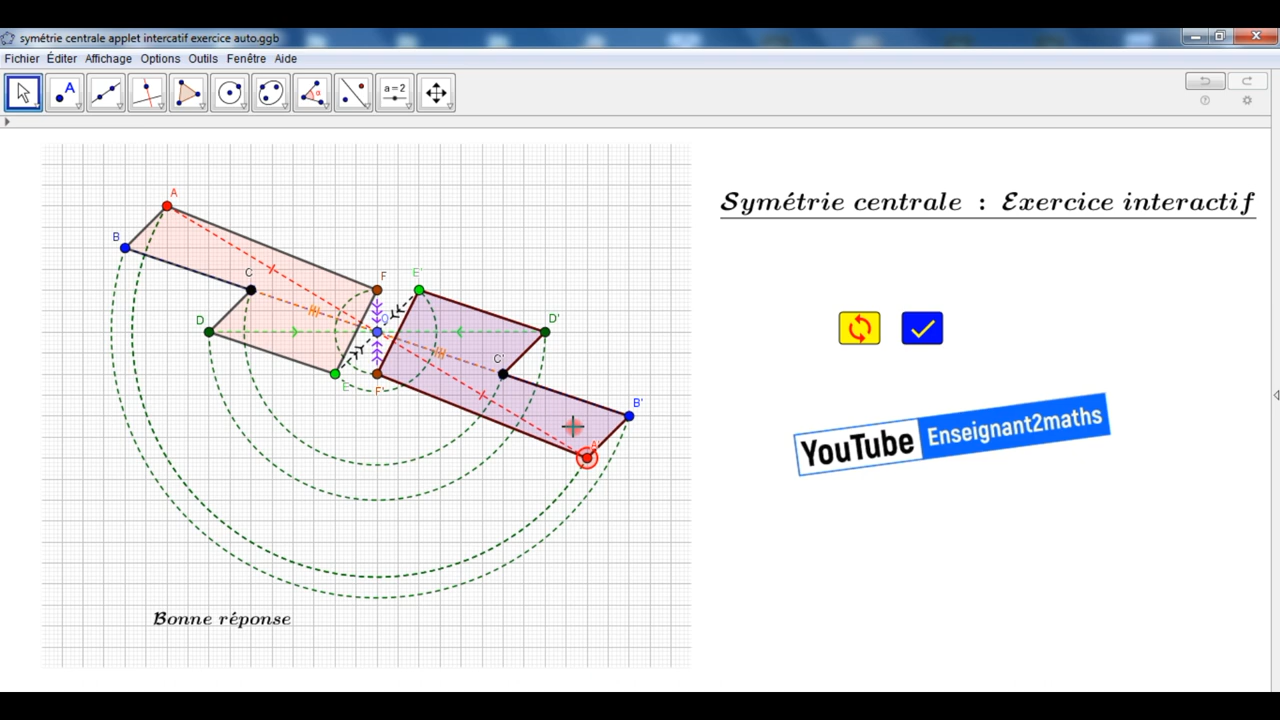 symétrie centrale applet intercatif exercice auto.ggb
Fichier Éditer Affichage Options Outils Fenêtre Aide
A
α
a=2
Symétrie centrale : Exercice interactif
A
B
C
F
E'
D
O
D'
C'
E
F'
B'
A'
YouTube Enseignant2maths
Bonne réponse